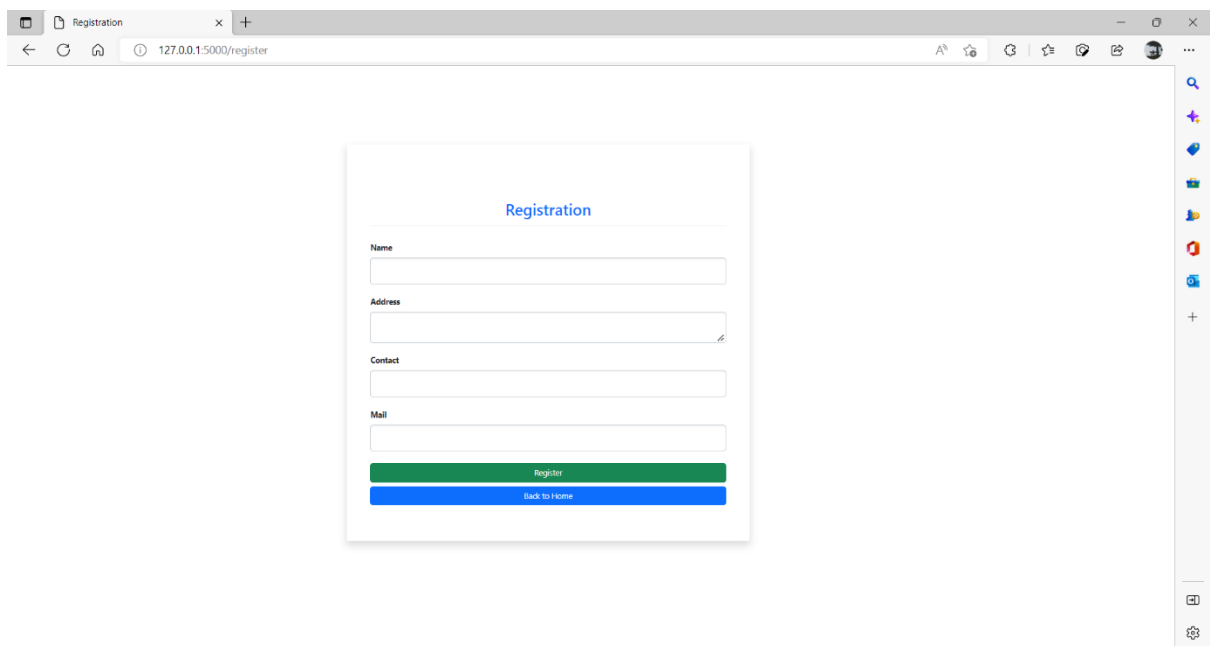 Registration
127.0.0.1:5000/register
Registration
Name
Address
Contact
Mail
Register
Back to Home